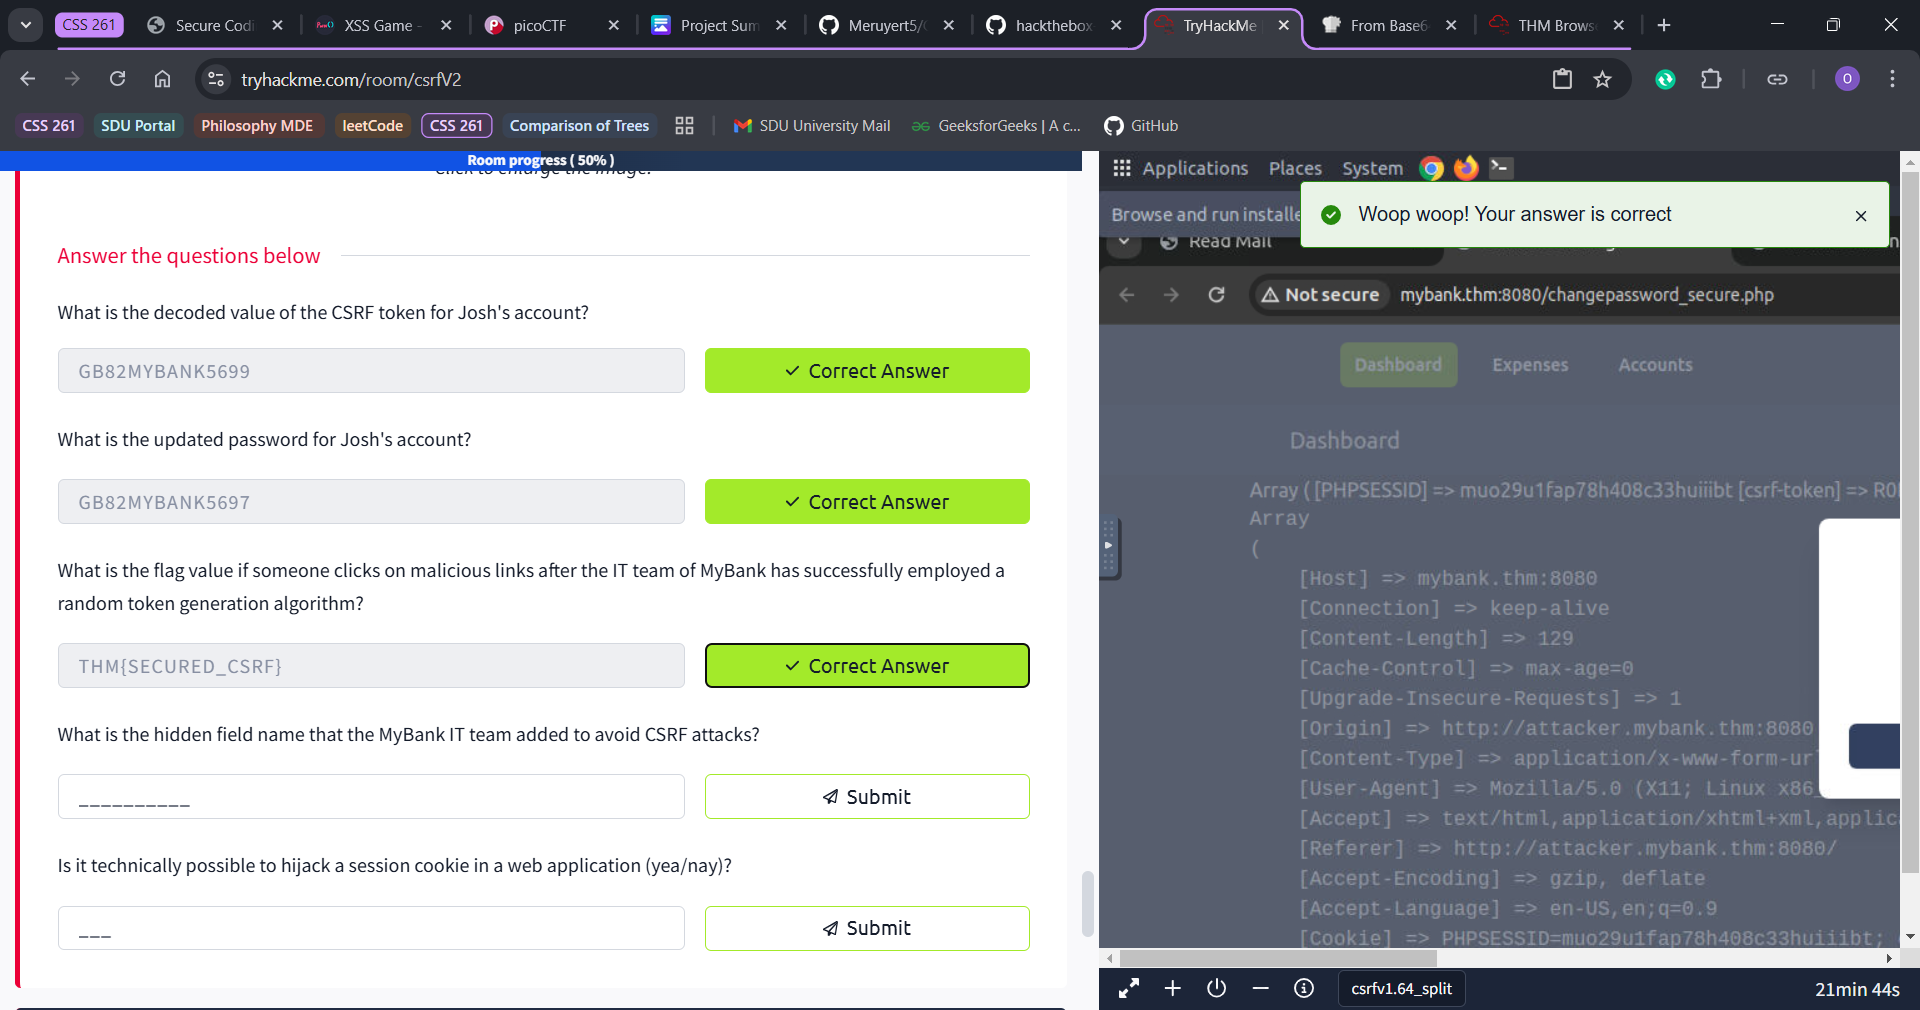 CSS 261
Secure Codi
XSS Game -
picoCTF
Project Sum
Meruyert5/
hackthebox
TryHackMe
From Base6
THM Brows
tryhackme.com/room/csrfV2
O
CSS 261
SDU Portal
Philosophy MDE
leetCode
CSS 261
Comparison of Trees
SDU University Mail
GeeksforGeeks | A c...
GitHub
Room progress ( 50% )
Click to enlarge the image.
Answer the questions below
What is the decoded value of the CSRF token for Josh's account?
GB82MYBANK5699
Correct Answer
What is the updated password for Josh's account?
GB82MYBANK5697
Correct Answer
What is the flag value if someone clicks on malicious links after the IT team of MyBank has successfully employed a
random token generation algorithm?
THM{SECURED_CSRF}
Correct Answer
What is the hidden field name that the MyBank IT team added to avoid CSRF attacks?
__________
Submit
Is it technically possible to hijack a session cookie in a web application (yea/nay)?
___
Submit
Applications
Places
System
Browse and run installe
Woop woop! Your answer is correct
Read Mail
Not secure
mybank.thm:8080/changepassword_secure.php
Dashboard
Expenses
Accounts
Dashboard
Array ( [PHPSESSID] => muo29u1fap78h408c33huiiibt [csrf-token] => R0
Array
(
[Host] => mybank.thm:8080
[Connection] => keep-alive
[Content-Length] => 129
[Cache-Control] => max-age=0
[Upgrade-Insecure-Requests] => 1
[Origin] => http://attacker.mybank.thm:8080
[Content-Type] => application/x-www-form-ur
[User-Agent] => Mozilla/5.0 (X11; Linux x86_
[Accept] => text/html,application/xhtml+xml,applic
[Referer] => http://attacker.mybank.thm:8080/
[Accept-Encoding] => gzip, deflate
[Accept-Language] => en-US,en;q=0.9
[Cookie] => PHPSESSID=muo29u1fap78h408c33huiiibt;
csrfv1.64_split
21min 44s